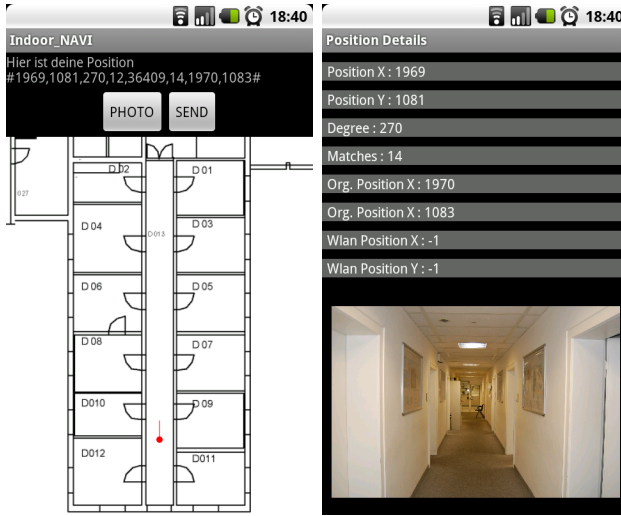 18:40
Indoor_NAVI
Hier ist deine Position
#1969,1081,270,12,36409,14,1970,1083#
PHOTO SEND
D 02
D 01
027
D 04
D013
D 03
D 06
D 05
D 08
D 07
D010
D 09
D012
D011
18:40
Position Details
Position X : 1969
Position Y : 1081
Degree : 270
Matches : 14
Org. Position X : 1970
Org. Position Y : 1083
Wlan Position X : -1
Wlan Position Y : -1